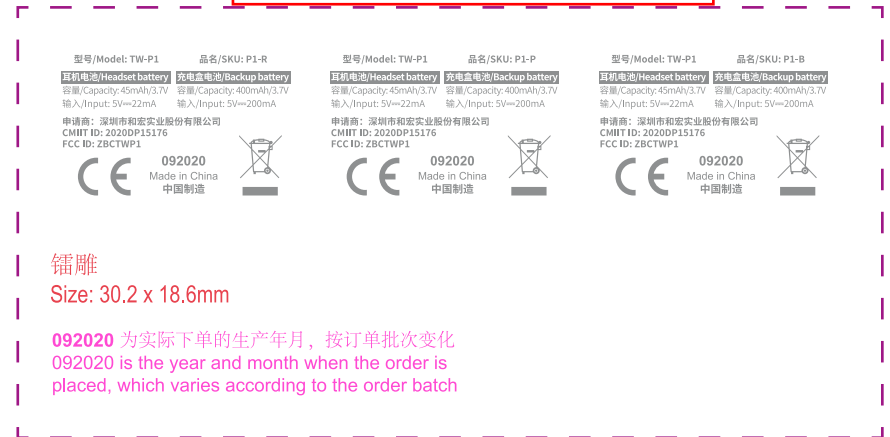 型号/Model: TW-P1 品名/SKU: P1-R
耳机电池/Headset battery 充电盒电池/Backup battery
容量/Capacity: 45mAh/3.7V 容量/Capacity: 400mAh/3.7V
输入/Input: 5V⎓22mA 输入/Input: 5V⎓200mA
申请商：深圳市和宏实业股份有限公司
CMIIT ID: 2020DP15176
FCC ID: ZBCTWP1
CE
092020
Made in China
中国制造
型号/Model: TW-P1 品名/SKU: P1-P
耳机电池/Headset battery 充电盒电池/Backup battery
容量/Capacity: 45mAh/3.7V 容量/Capacity: 400mAh/3.7V
输入/Input: 5V⎓22mA 输入/Input: 5V⎓200mA
申请商：深圳市和宏实业股份有限公司
CMIIT ID: 2020DP15176
FCC ID: ZBCTWP1
CE
092020
Made in China
中国制造
型号/Model: TW-P1 品名/SKU: P1-B
耳机电池/Headset battery 充电盒电池/Backup battery
容量/Capacity: 45mAh/3.7V 容量/Capacity: 400mAh/3.7V
输入/Input: 5V⎓22mA 输入/Input: 5V⎓200mA
申请商：深圳市和宏实业股份有限公司
CMIIT ID: 2020DP15176
FCC ID: ZBCTWP1
CE
092020
Made in China
中国制造
镭雕
Size: 30.2 x 18.6mm
092020 为实际下单的生产年月，按订单批次变化
092020 is the year and month when the order is
placed, which varies according to the order batch